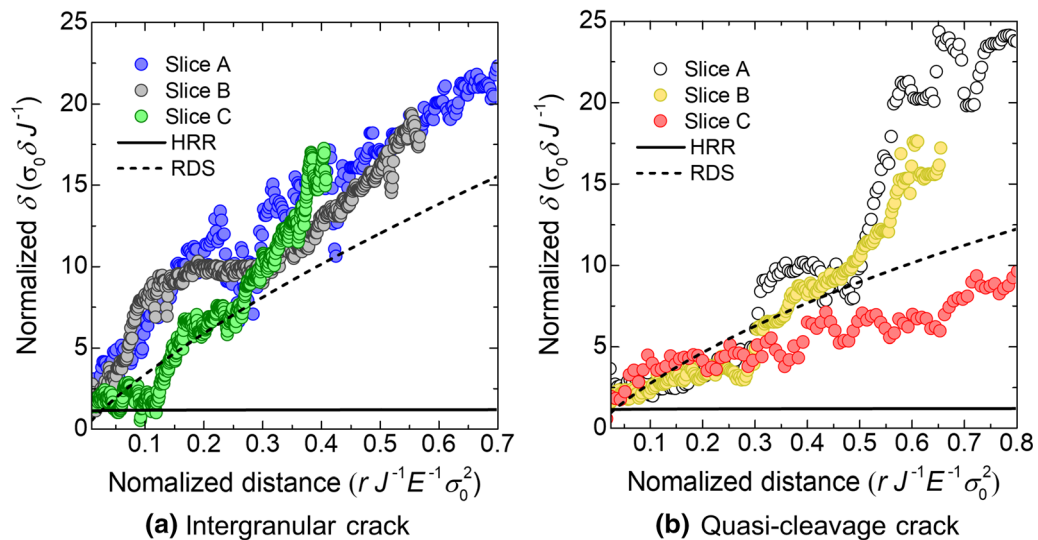 25
20
15
10
5
0
Normalized δ (σ₀ δ J⁻¹)
Slice A
Slice B
Slice C
HRR
RDS
0.1 0.2 0.3 0.4 0.5 0.6 0.7
Nomalized distance (r J⁻¹E⁻¹σ₀²)
(a) Intergranular crack
25
20
15
10
5
0
Normalized δ (σ₀ δ J⁻¹)
Slice A
Slice B
Slice C
HRR
RDS
0.1 0.2 0.3 0.4 0.5 0.6 0.7 0.8
Nomalized distance (r J⁻¹E⁻¹σ₀²)
(b) Quasi-cleavage crack